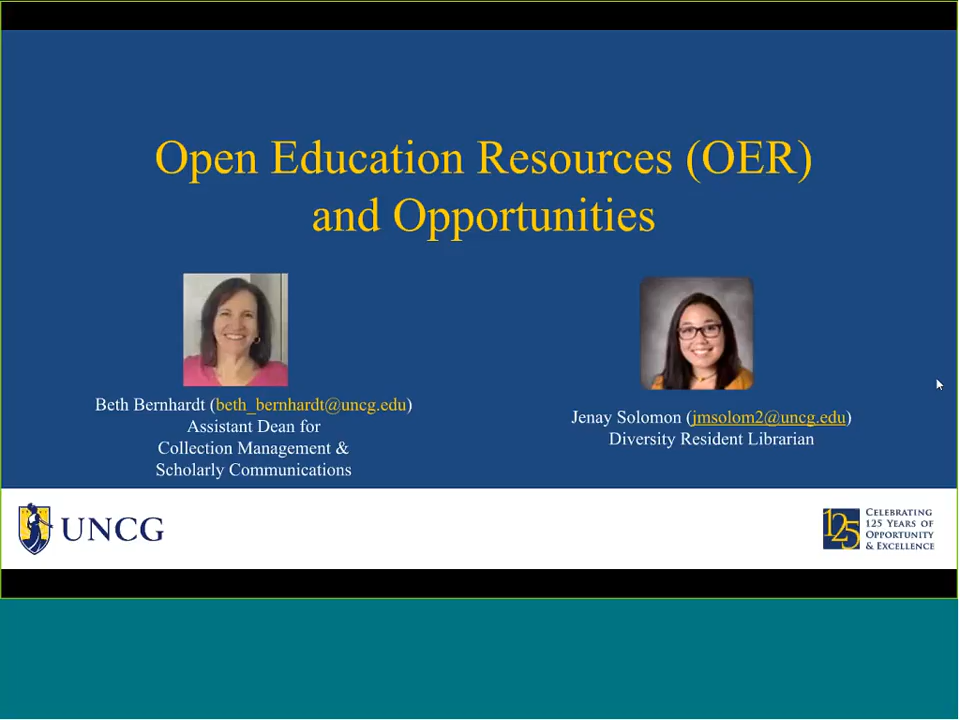 Open Education Resources (OER)
and Opportunities
Beth Bernhardt (beth_bernhardt@uncg.edu)
Assistant Dean for
Collection Management &
Scholarly Communications
Jenay Solomon (jmsolom2@uncg.edu)
Diversity Resident Librarian
UNCG
125
CELEBRATING
125 YEARS OF
OPPORTUNITY
& EXCELLENCE